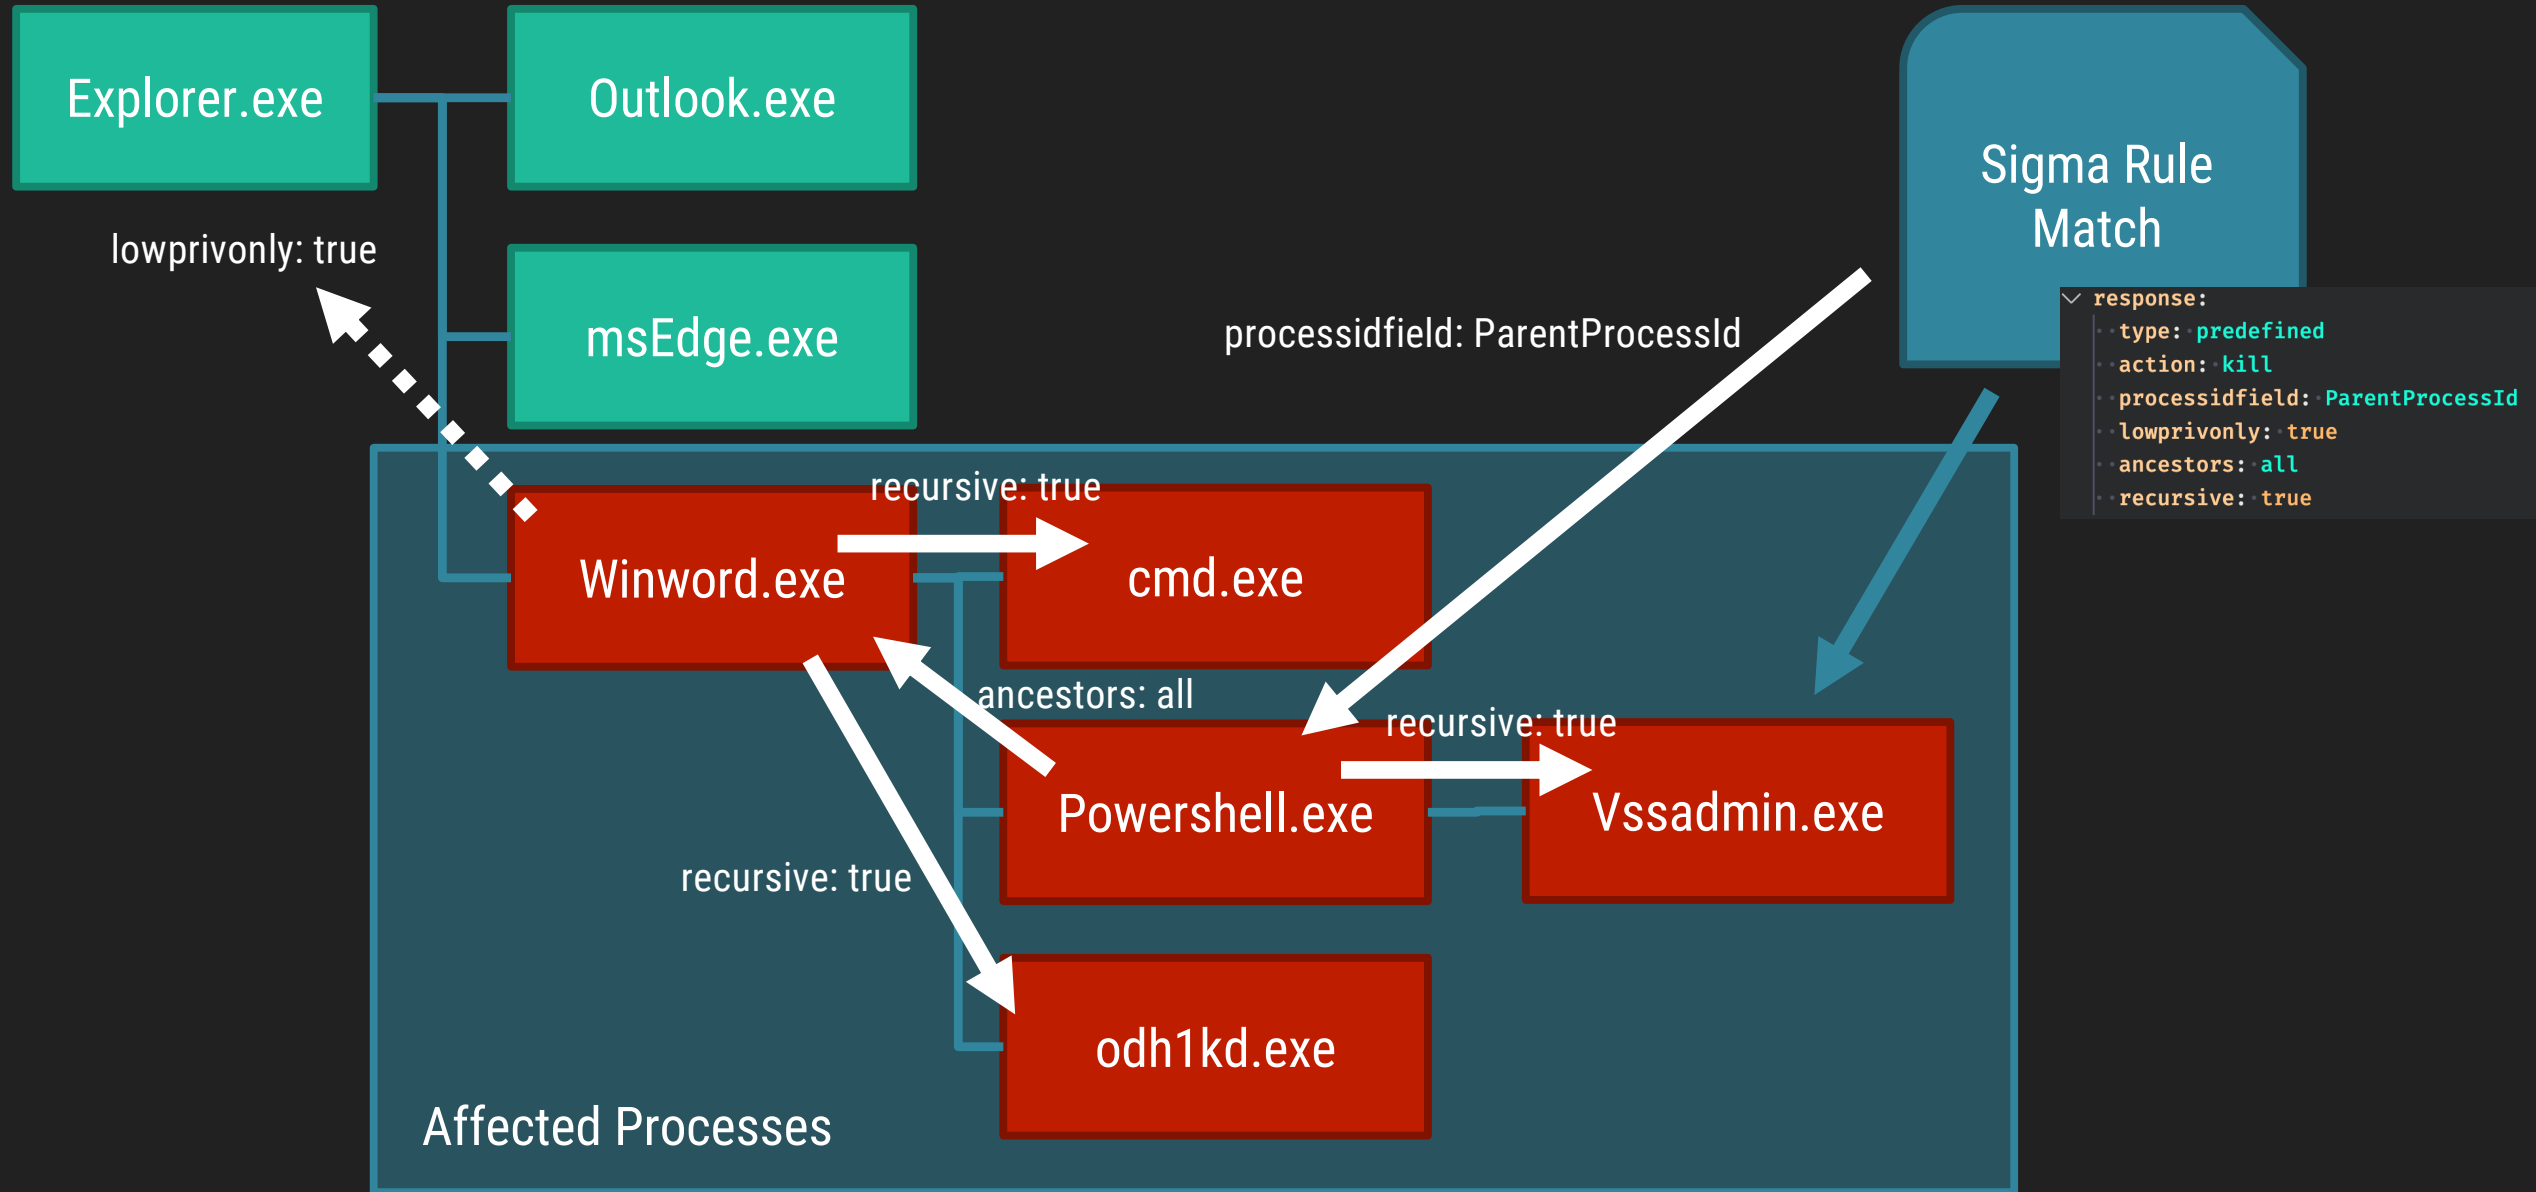 Explorer.exe
Outlook.exe
Sigma Rule
Match
lowprivonly: true
msEdge.exe
processidfield: ParentProcessId
response:
type: predefined
action: kill
processidfield: ParentProcessId
lowprivonly: true
ancestors: all
recursive: true
recursive: true
Winword.exe
cmd.exe
ancestors: all
recursive: true
Powershell.exe
Vssadmin.exe
recursive: true
odh1kd.exe
Affected Processes